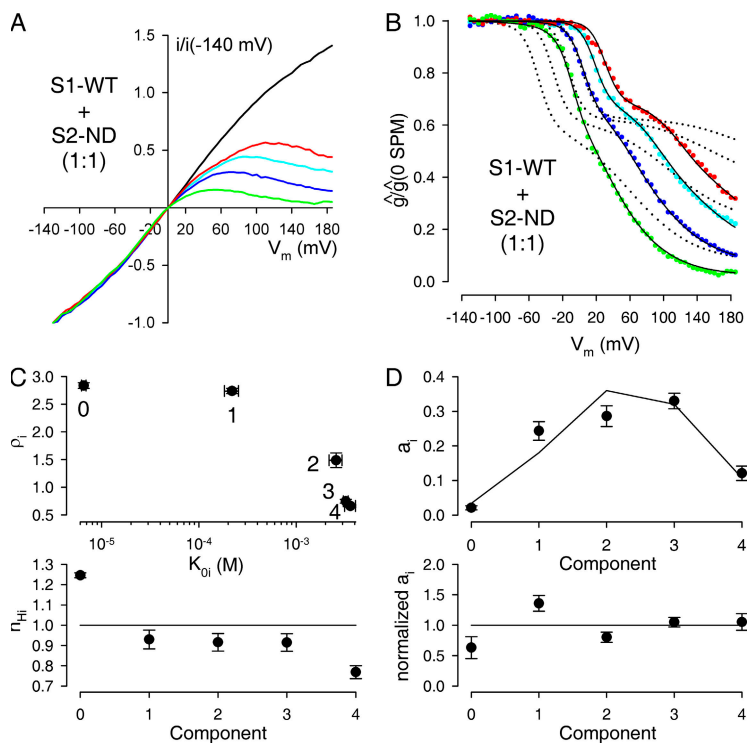 A
i/i(-140 mV)
S1-WT
+
S2-ND
(1:1)
1.5
1.0
0.5
-0.5
-1.0
-140 -100 -60 -20
20 60 100 140 180
Vm (mV)
B
ĝ/ĝ(0 SPM)
1.0
0.8
0.6
0.4
0.2
0.0
S1-WT
+
S2-ND
(1:1)
-140 -100 -60 -20 20 60 100 140 180
Vm (mV)
C
ρi
3.0
2.5
2.0
1.5
1.0
0.5
0
1
2
3
4
10-5 10-4 10-3
K0i (M)
nHi
1.3
1.2
1.1
1.0
0.9
0.8
0.7
0 1 2 3 4
Component
D
ai
0.4
0.3
0.2
0.1
0.0
0 1 2 3 4
Component
normalized ai
2.0
1.5
1.0
0.5
0.0
0 1 2 3 4
Component